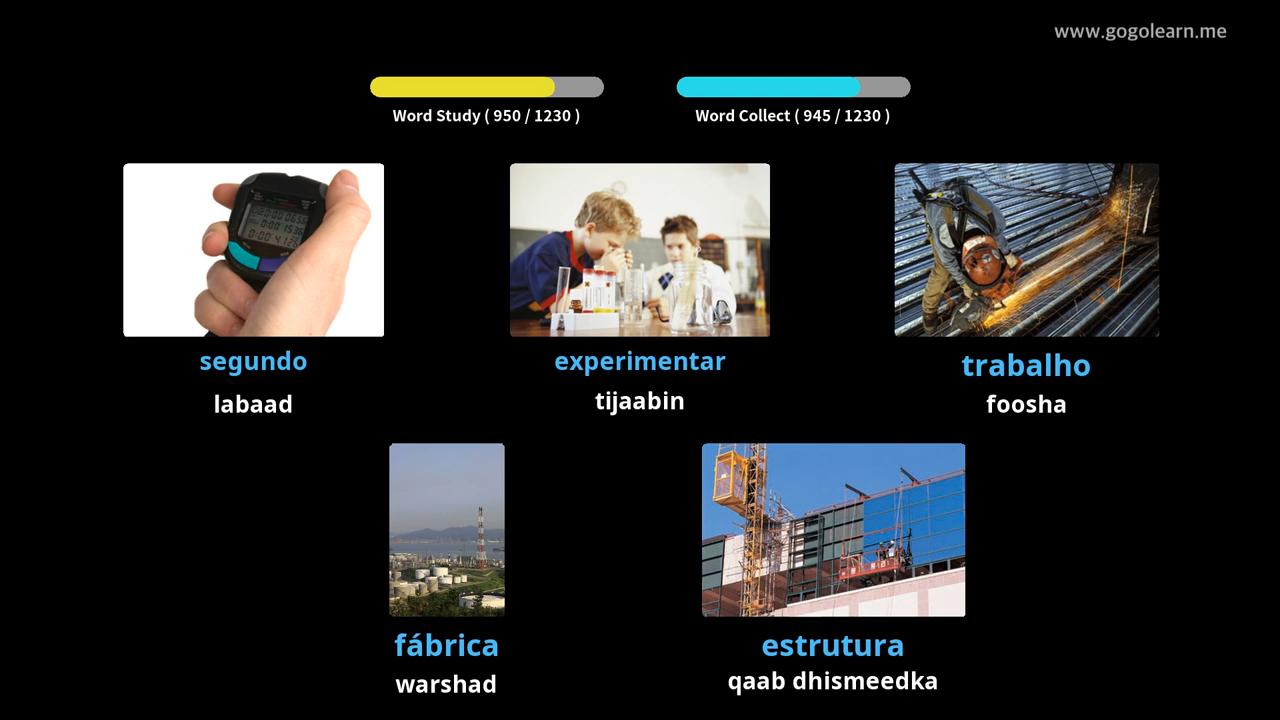 www.gogolearn.me
Word Study ( 950 / 1230 )
Word Collect ( 945 / 1230 )
segundo
labaad
experimentar
tijaabin
trabalho
foosha
fábrica
warshad
estrutura
qaab dhismeedka